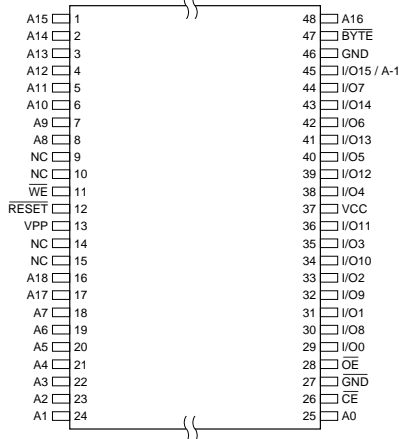 A15 1 48 A16
A14 2 47 BYTE
A13 3 46 GND
A12 4 45 I/O15 / A-1
A11 5 44 I/O7
A10 6 43 I/O14
A9 7 42 I/O6
A8 8 41 I/O13
NC 9 40 I/O5
NC 10 39 I/O12
WE 11 38 I/O4
RESET 12 37 VCC
VPP 13 36 I/O11
NC 14 35 I/O3
NC 15 34 I/O10
A18 16 33 I/O2
A17 17 32 I/O9
A7 18 31 I/O1
A6 19 30 I/O8
A5 20 29 I/O0
A4 21 28 OE
A3 22 27 GND
A2 23 26 CE
A1 24 25 A0